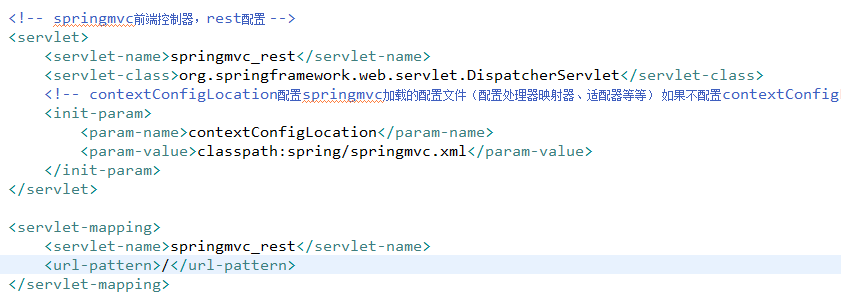 <!-- springmvc前端控制器，rest配置 -->
<servlet>
<servlet-name>springmvc_rest</servlet-name>
<servlet-class>org.springframework.web.servlet.DispatcherServlet</servlet-class>
<!-- contextConfigLocation配置springmvc加载的配置文件（配置处理器映射器、适配器等等） 如果不配置contextConfigl
<init-param>
<param-name>contextConfigLocation</param-name>
<param-value>classpath:spring/springmvc.xml</param-value>
</init-param>
</servlet>
<servlet-mapping>
<servlet-name>springmvc_rest</servlet-name>
<url-pattern>/</url-pattern>
</servlet-mapping>